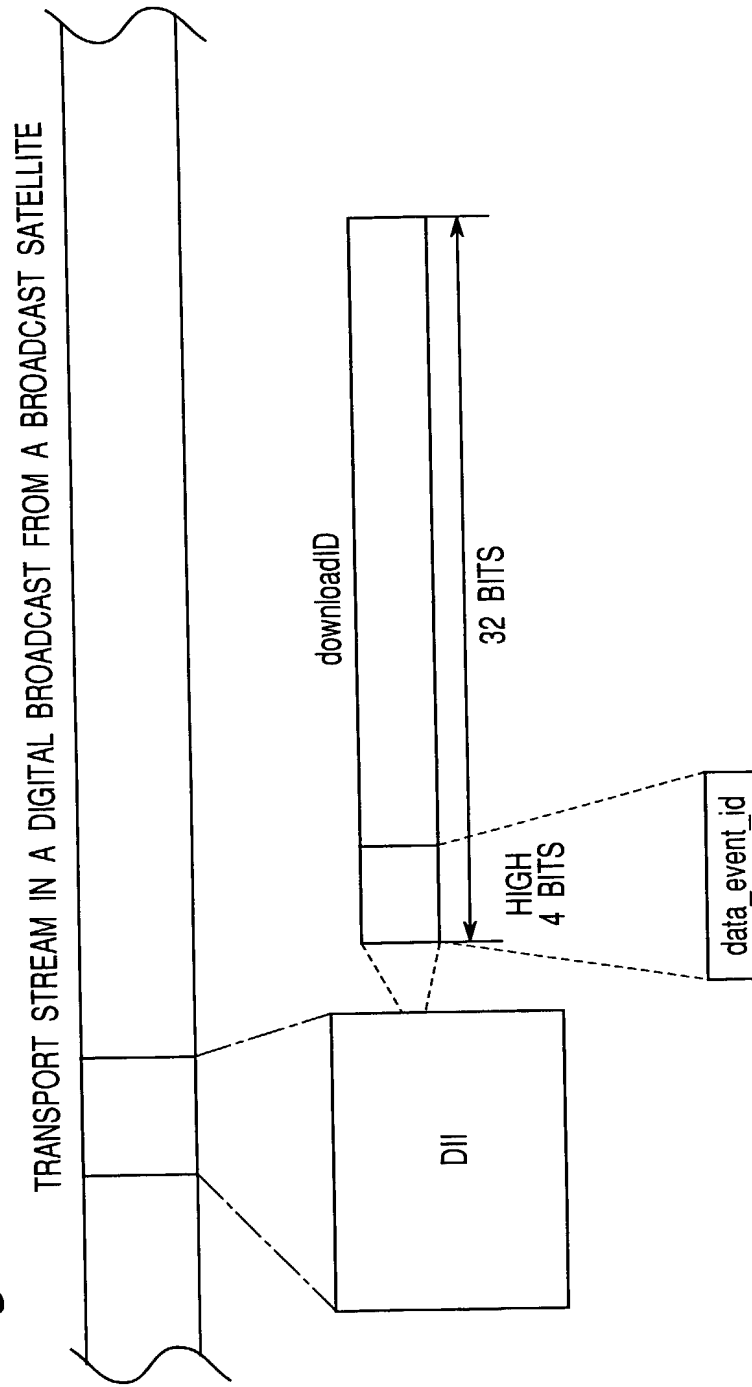 TRANSPORT STREAM IN A DIGITAL BROADCAST FROM A BROADCAST SATELLITE
DII
downloadID
32 BITS
HIGH
4 BITS
data_event_id